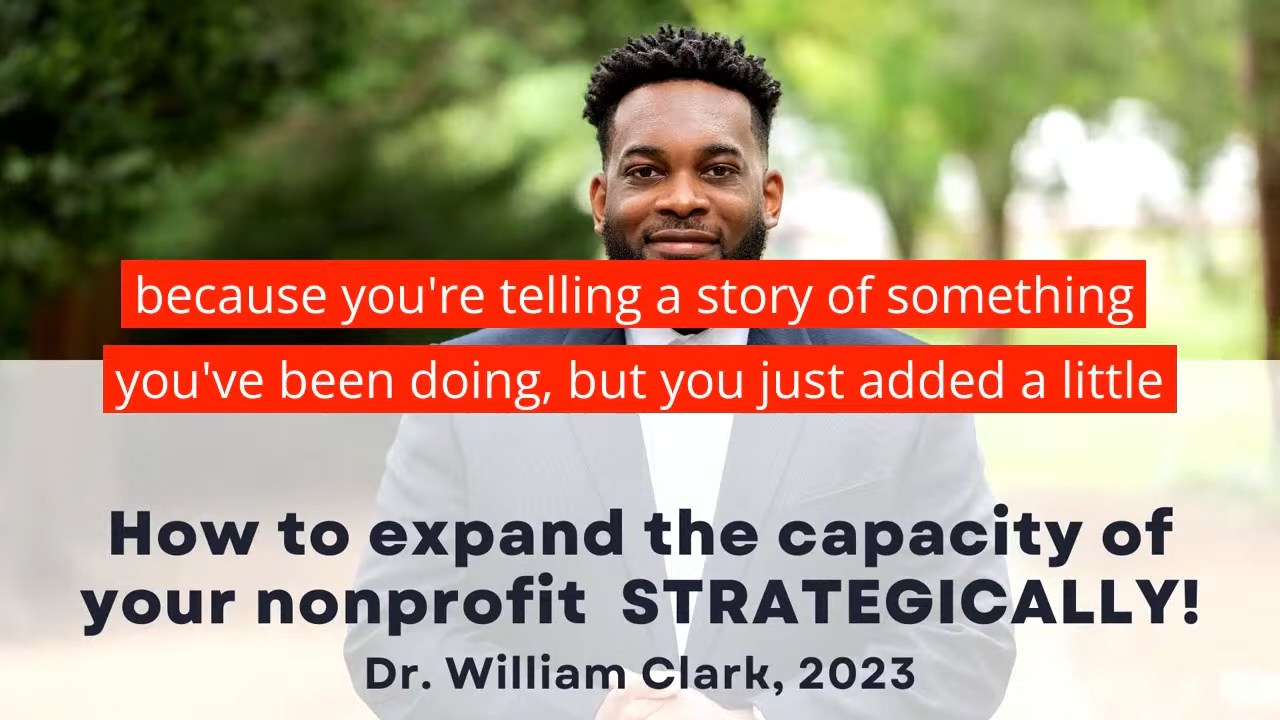 because you're telling a story of something
you've been doing, but you just added a little
How to expand the capacity of
your nonprofit STRATEGICALLY!
Dr. William Clark, 2023